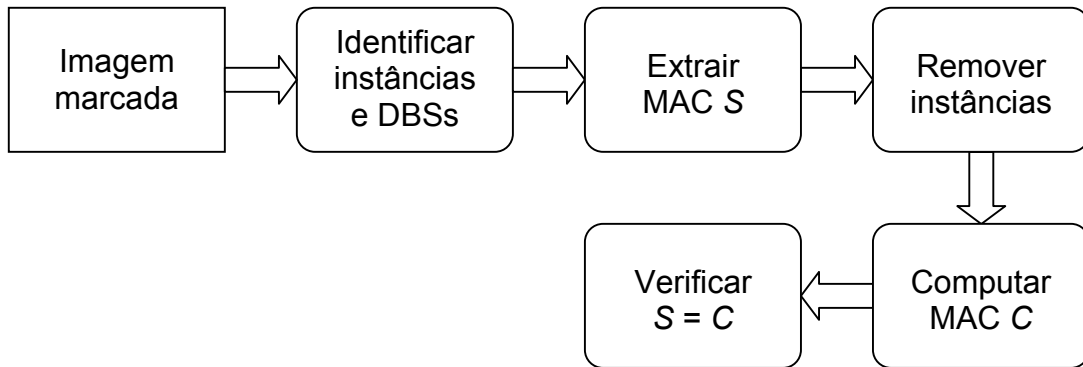 Imagem
marcada
Identificar
instâncias
e DBSs
Extrair
MAC S
Remover
instâncias
Computar
MAC C
Verificar
S = C